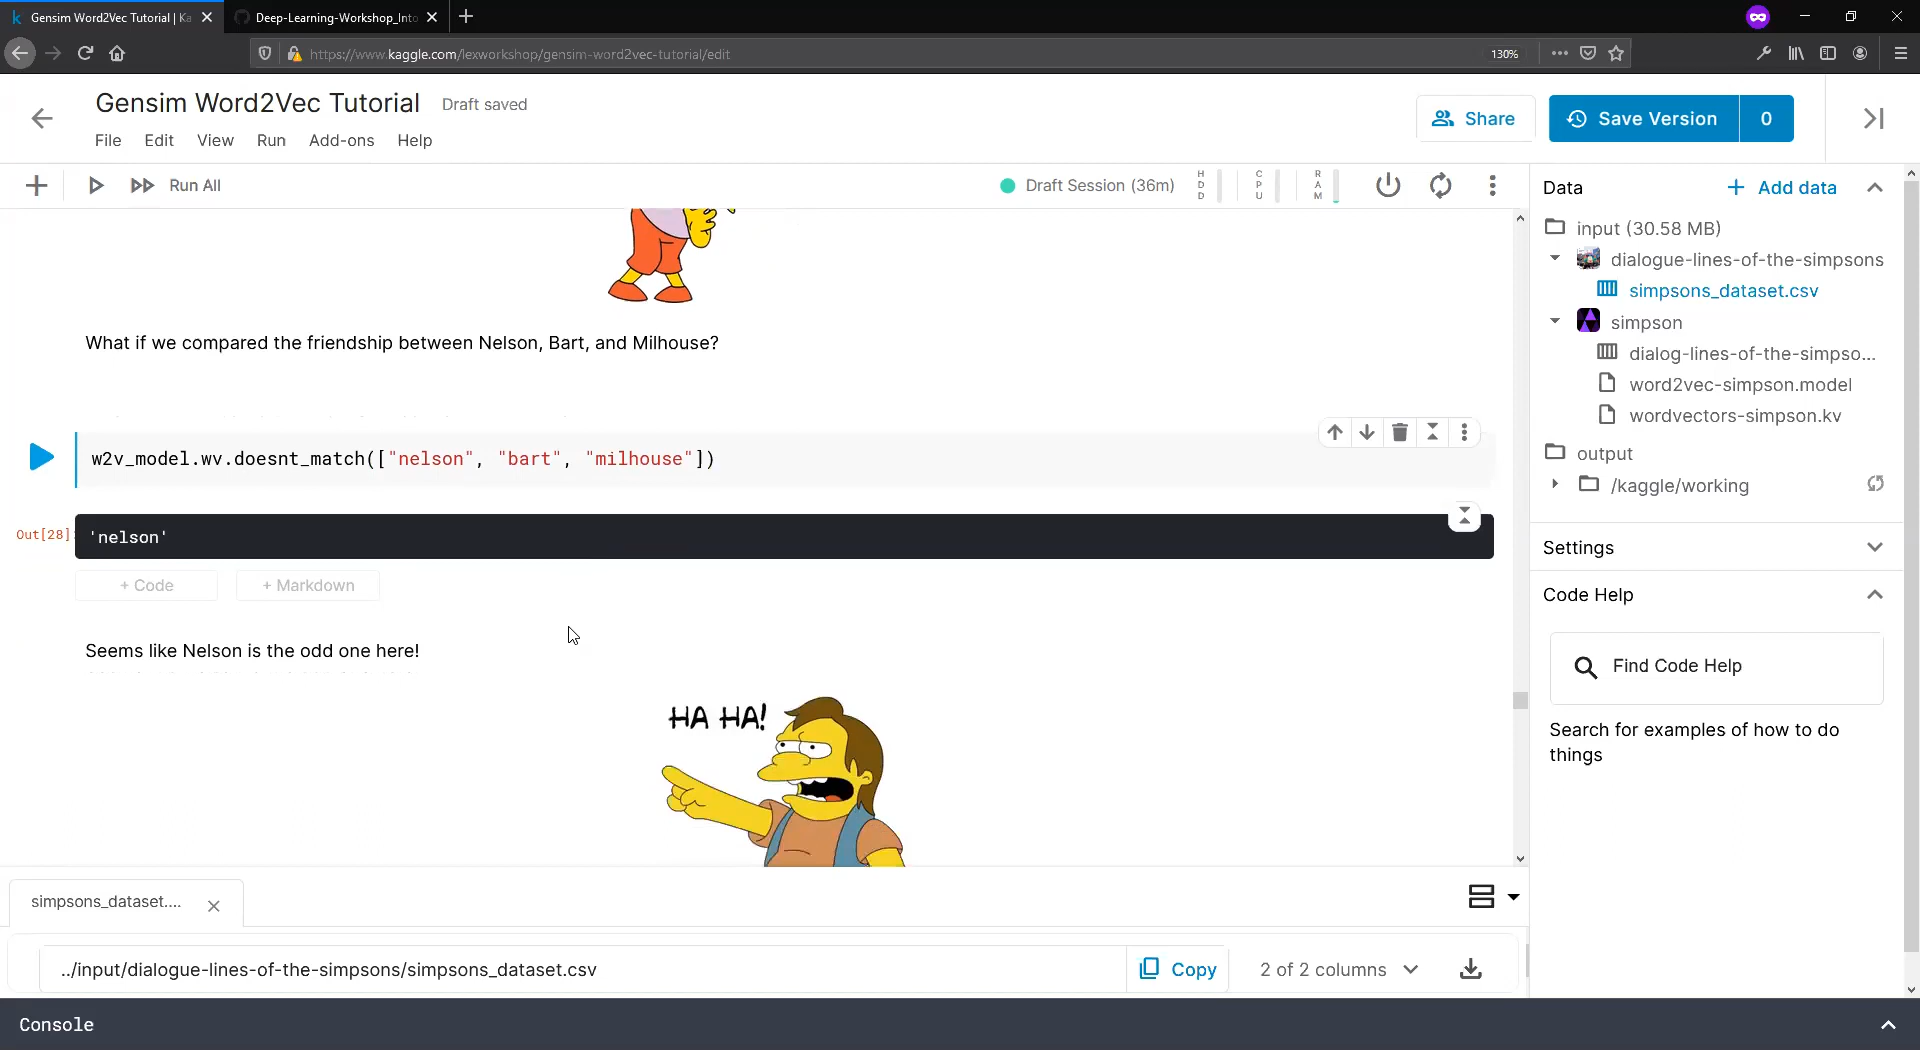 Gensim Word2Vec Tutorial | Ka
Deep-Learning-Workshop_Into
https://www.kaggle.com/lexworkshop/gensim-word2vec-tutorial/edit
130%
Gensim Word2Vec Tutorial
Draft saved
File Edit View Run Add-ons Help
Share
Save Version
0
Run All
Draft Session (36m)
HDD
CPU
RAM
What if we compared the friendship between Nelson, Bart, and Milhouse?
w2v_model.wv.doesnt_match(["nelson", "bart", "milhouse"])
Out[28]:
'nelson'
+ Code
+ Markdown
Seems like Nelson is the odd one here!
HA HA!
simpsons_dataset....
../input/dialogue-lines-of-the-simpsons/simpsons_dataset.csv
Copy
2 of 2 columns
Console
Data
+ Add data
input (30.58 MB)
dialogue-lines-of-the-simpsons
simpsons_dataset.csv
simpson
dialog-lines-of-the-simpso...
word2vec-simpson.model
wordvectors-simpson.kv
output
/kaggle/working
Settings
Code Help
Find Code Help
Search for examples of how to do
things